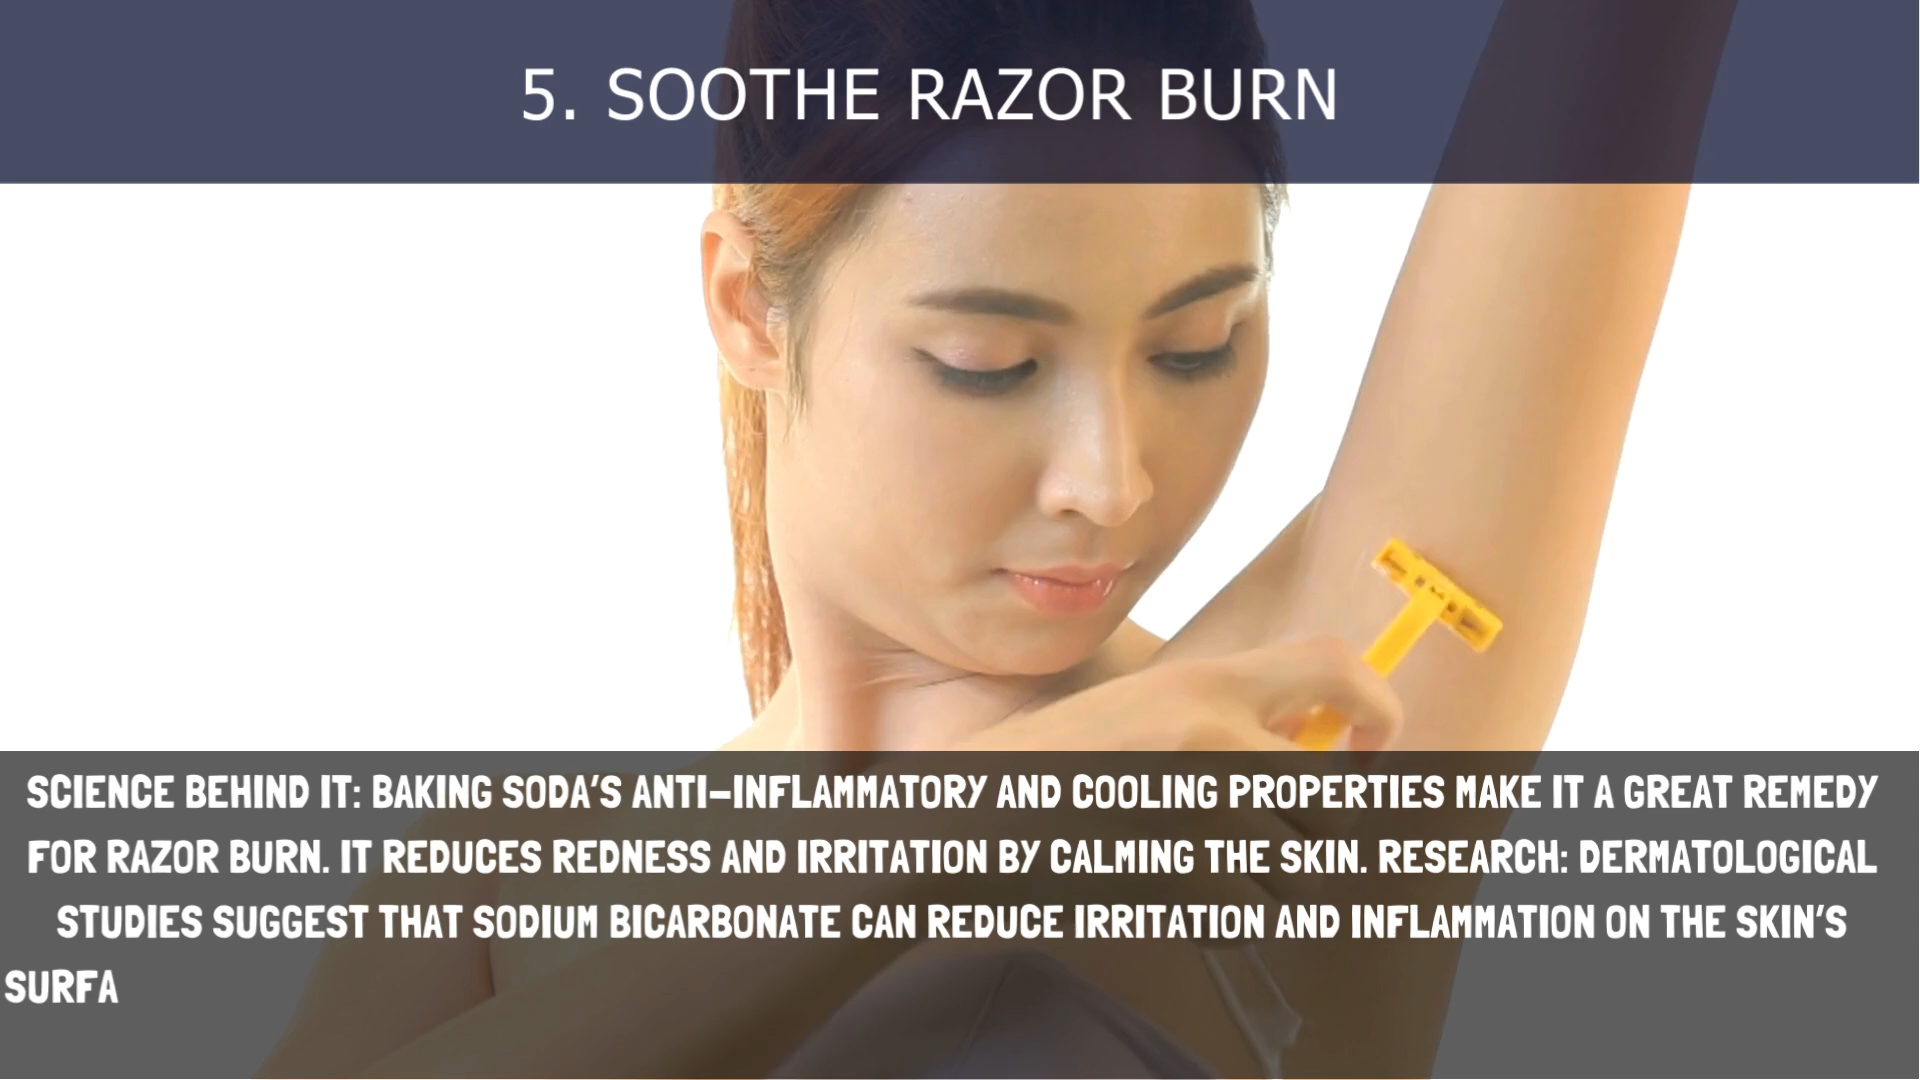 5. SOOTHE RAZOR BURN
SCIENCE BEHIND IT: BAKING SODA'S ANTI-INFLAMMATORY AND COOLING PROPERTIES MAKE IT A GREAT REMEDY
FOR RAZOR BURN. IT REDUCES REDNESS AND IRRITATION BY CALMING THE SKIN. RESEARCH: DERMATOLOGICAL
STUDIES SUGGEST THAT SODIUM BICARBONATE CAN REDUCE IRRITATION AND INFLAMMATION ON THE SKIN'S
SURFA